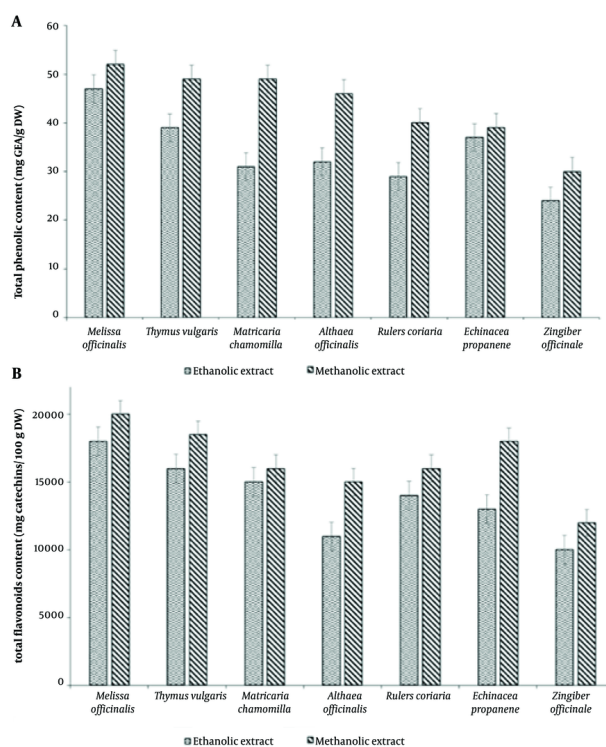 A
Total phenolic content (mg GEA/g DW)
60
50
40
30
20
10
0
Melissa officinalis
Thymus vulgaris
Matricaria chamomilla
Althaea officinalis
Rulers coriaria
Echinacea propanene
Zingiber officinale
Ethanolic extract
Methanolic extract
B
total flavonoids content (mg catechins/100 g DW)
20000
15000
10000
5000
0
Melissa officinalis
Thymus vulgaris
Matricaria chamomilla
Althaea officinalis
Rulers coriaria
Echinacea propanene
Zingiber officinale
Ethanolic extract
Methanolic extract